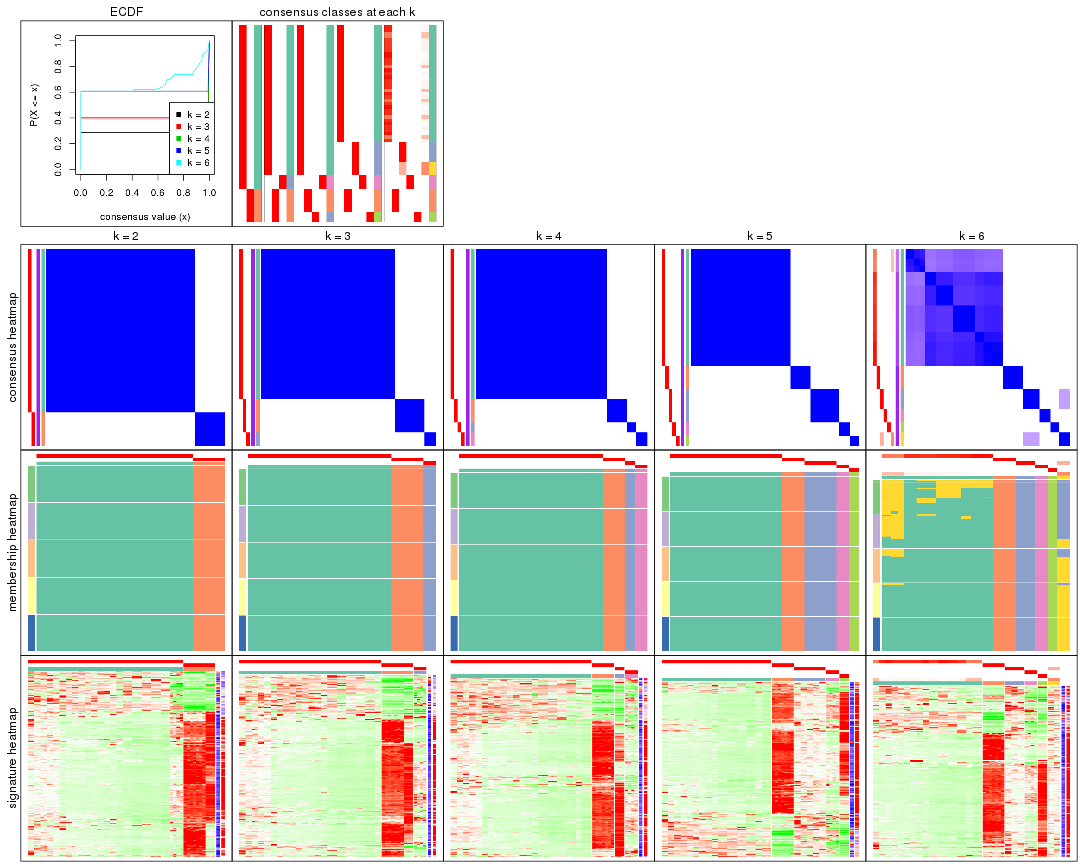 ECDF
consensus classes at each k
P(X <= x)
1.0
0.8
0.6
0.4
0.2
0.0
k = 2
k = 3
k = 4
k = 5
k = 6
0.0 0.2 0.4 0.6 0.8 1.0
consensus value (x)
k = 2
k = 3
k = 4
k = 5
k = 6
consensus heatmap
membership heatmap
signature heatmap